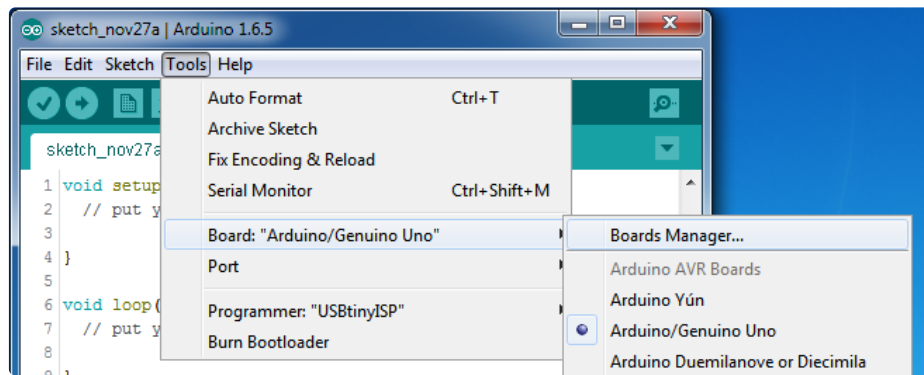 sketch_nov27a | Arduino 1.6.5
File Edit Sketch Tools Help
Auto Format Ctrl+T
Archive Sketch
sketch_nov27a
Fix Encoding & Reload
1 void setup
Serial Monitor Ctrl+Shift+M
2 // put y
3
Board: "Arduino/Genuino Uno"
Boards Manager...
4 }
Port
Arduino AVR Boards
5
6 void loop(
Programmer: "USBtinyISP"
Arduino Yún
7 // put y
Arduino/Genuino Uno
8
Burn Bootloader
Arduino Duemilanove or Diecimila